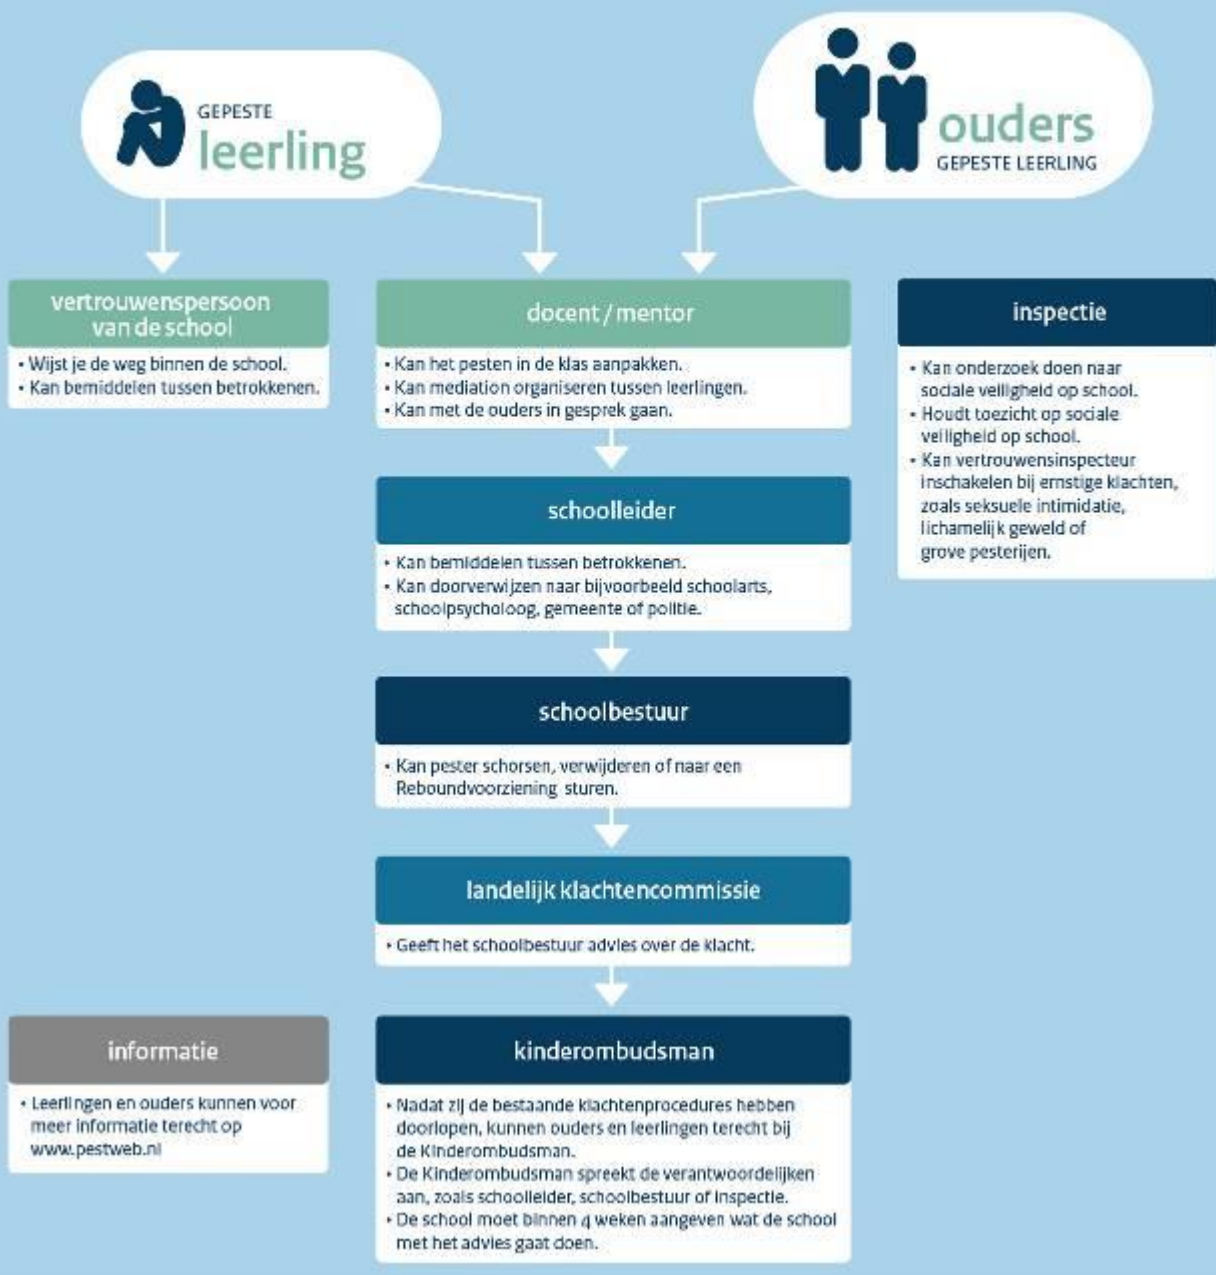 GEPESTE
leerling
ouders
GEPESTE LEERLING
vertrouwenspersoon
van de school
• Wijst je de weg binnen de school.
• Kan bemiddelen tussen betrokkenen.
docent / mentor
• Kan het pesten in de klas aanpakken.
• Kan mediation organiseren tussen leerlingen.
• Kan met de ouders in gesprek gaan.
inspectie
• Kan onderzoek doen naar
sociale veiligheid op school.
• Houdt toezicht op sociale
veiligheid op school.
• Kan vertrouwensinspecteur
inschakelen bij ernstige klachten,
zoals seksuele intimidatie,
lichamelijk geweld of
grove pesterijen.
schoolleider
• Kan bemiddelen tussen betrokkenen.
• Kan doorverwijzen naar bijvoorbeeld schoolarts,
schoolpsycholoog, gemeente of politie.
schoolbestuur
• Kan pester schorsen, verwijderen of naar een
Reboundvoorziening sturen.
landelijk klachtencommissie
• Geeft het schoolbestuur advies over de klacht.
informatie
• Leerlingen en ouders kunnen voor
meer informatie terecht op
www.pestweb.nl
kinderombudsman
• Nadat zij de bestaande klachtenprocedures hebben
doorlopen, kunnen ouders en leerlingen terecht bij
de Kinderombudsman.
• De Kinderombudsman spreekt de verantwoordelijken
aan, zoals schoolleider, schoolbestuur of inspectie.
• De school moet binnen 4 weken aangeven wat de school
met het advies gaat doen.